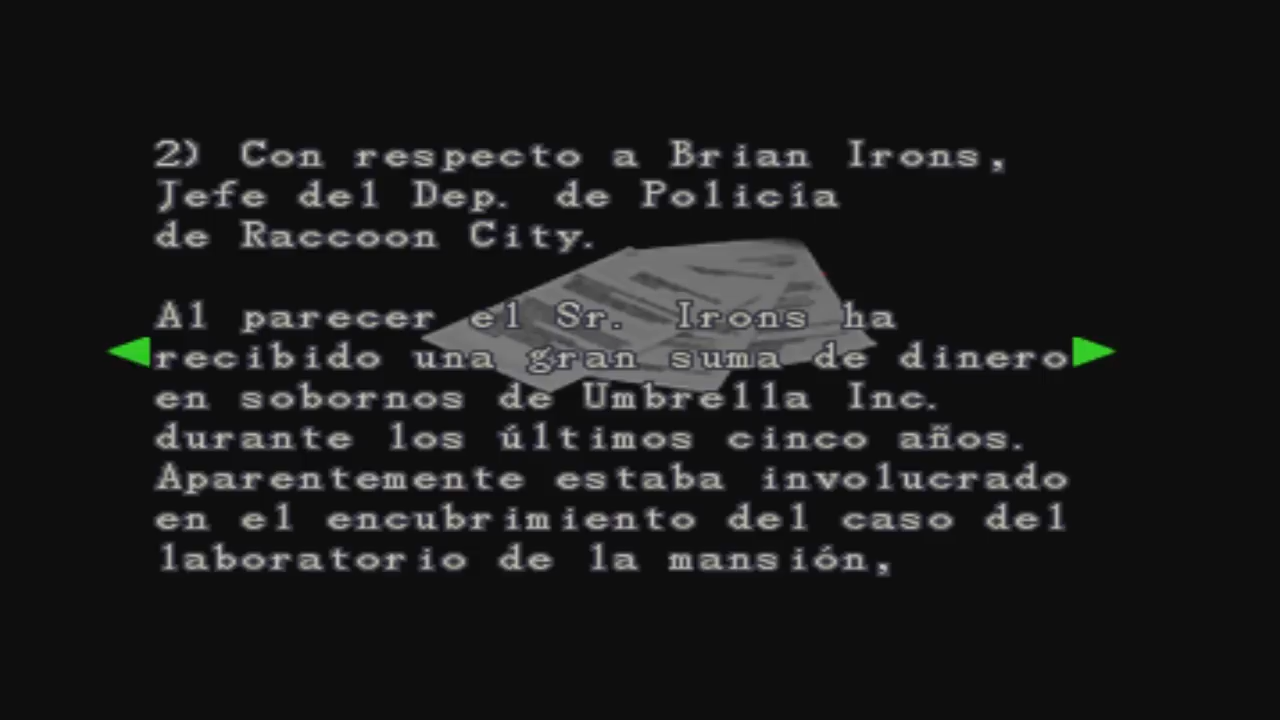 2) Con respecto a Brian Irons,
Jefe del Dep. de Policía
de Raccoon City.
Al parecer el Sr. Irons ha
recibido una gran suma de dinero
en sobornos de Umbrella Inc.
durante los últimos cinco años.
Aparentemente estaba involucrado
en el encubrimiento del caso del
laboratorio de la mansión,